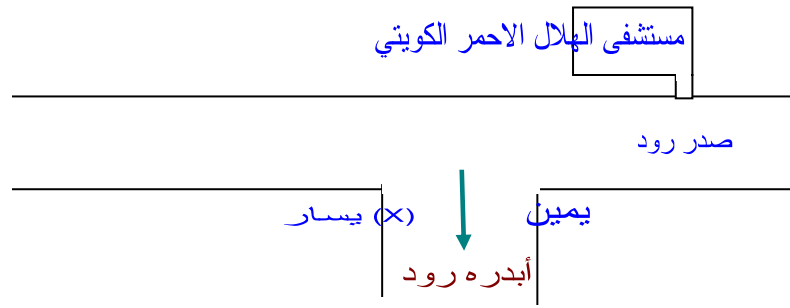 مستشفى الهلال الاحمر الكويتي
صدر رود
يمين
(x) يسار
أبدره رود